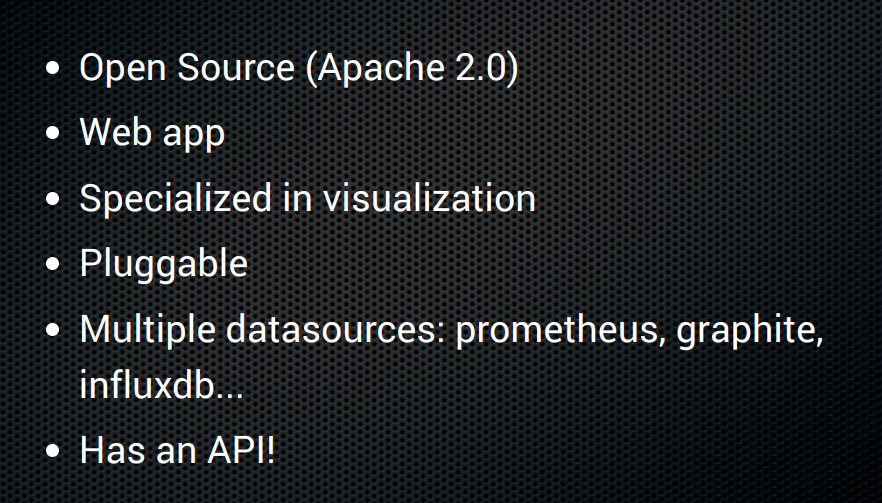 • Open Source (Apache 2.0)
• Web app
• Specialized in visualization
• Pluggable
• Multiple datasources: prometheus, graphite,
influxdb...
• Has an API!